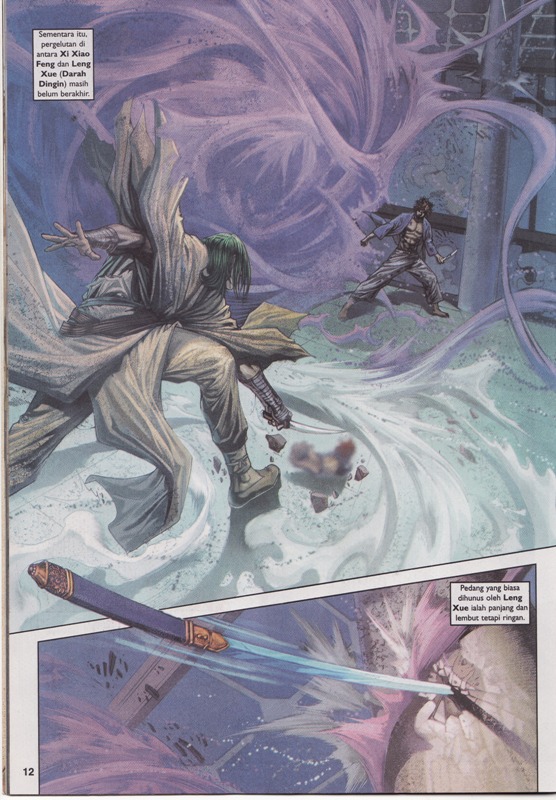 Sementara itu,
pergelutan di
antara Xi Xiao
Feng dan Leng
Xue (Darah
Dingin) masih
belum berakhir.
Pedang yang biasa
dihunus oleh Leng
Xue ialah panjang dan
lembut tetapi ringan.
12